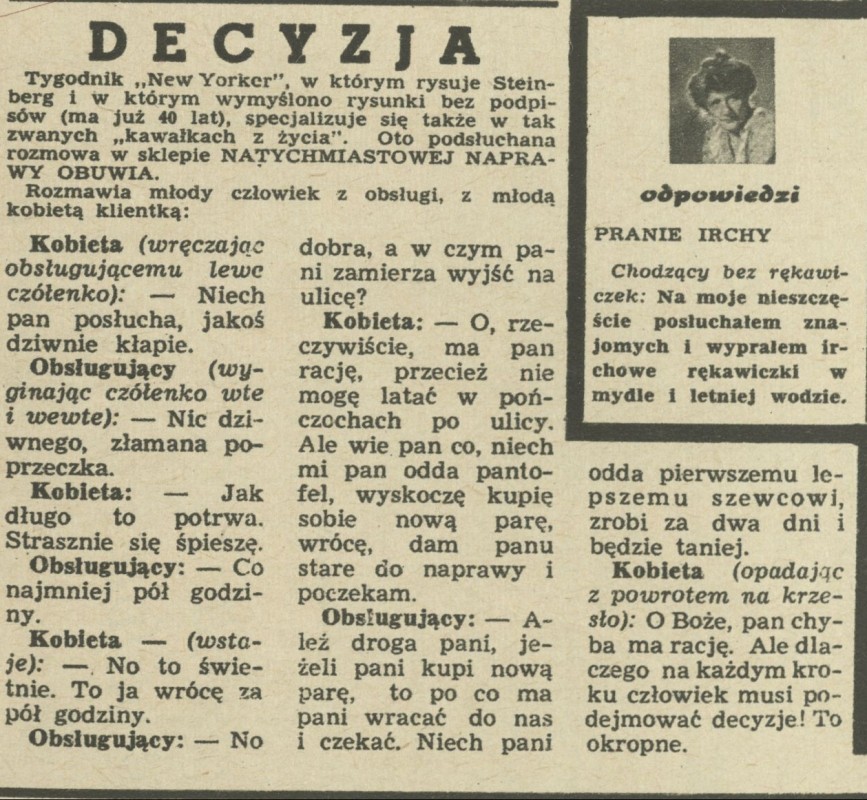 DECYZJA
Tygodnik „New Yorker", w którym rysuje Stein-
berg i w którym wymyślono rysunki bez podpi-
sów (ma już 40 lat), specjalizuje się także w tak
zwanych „kawałkach z życia". Oto podsłuchana
rozmowa w sklepie NATYCHMIASTOWEJ NAPRA-
WY OBUWIA.
Rozmawia młody człowiek z obsługi, z młodą
kobietą klientką:
Kobieta (wręczając
obsługującemu lewe
czółenko): — Niech
pan posłucha, jakoś
dziwnie kłapie.
Obsługujący (wy-
ginając czółenko wte
i wewte): — Nic dzi-
wnego, złamana po-
przeczka.
Kobieta: — Jak
długo to potrwa.
Strasznie się śpieszę.
Obsługujący: — Co
najmniej pół godzi-
ny.
Kobieta — (wsta-
je): — No to świe-
tnie. To ja wrócę za
pół godziny.
Obsługujący: — No
dobra, a w czym pa-
ni zamierza wyjść na
ulicę?
Kobieta: — O, rze-
czywiście, ma pan
rację, przecież nie
mogę latać w poń-
czochach po ulicy.
Ale wie pan co, niech
mi pan odda panto-
fel, wyskoczę kupię
sobie nową parę,
wrócę, dam panu
stare do naprawy i
poczekam.
Obsługujący: — A-
leż droga pani, je-
żeli pani kupi nową
parę, to po co ma
pani wracać do nas
i czekać. Niech pani
odda pierwszemu le-
pszemu szewcowi,
zrobi za dwa dni i
będzie taniej.
Kobieta (opadając
z powrotem na krze-
sło): O Boże, pan chy-
ba ma rację. Ale dla-
czego na każdym kro-
ku człowiek musi po-
dejmować decyzje! To
okropne.
odpowiedzi
PRANIE IRCHY
Chodzący bez rękawi-
czek: Na moje nieszczę-
ście posłuchałem zna-
jomych i wyprałem ir-
chowe rękawiczki w
mydle i letniej wodzie.